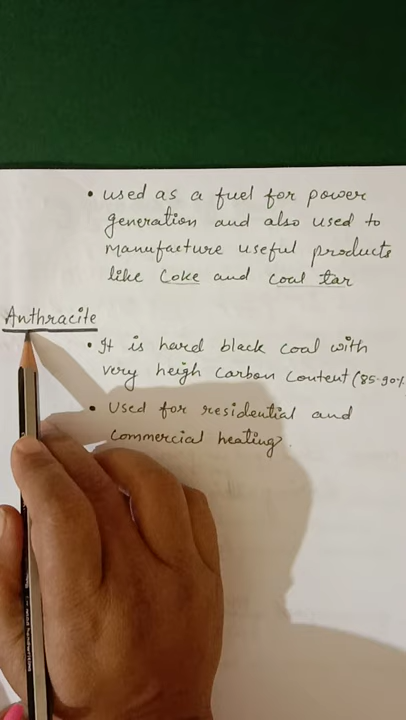 • used as a fuel for power
generation and also used to
manufacture useful products
like Coke and coal tar
Anthracite
• It is hard black coal with
very heigh Carbon Content (85-90%
• Used for residential and
commercial heating.